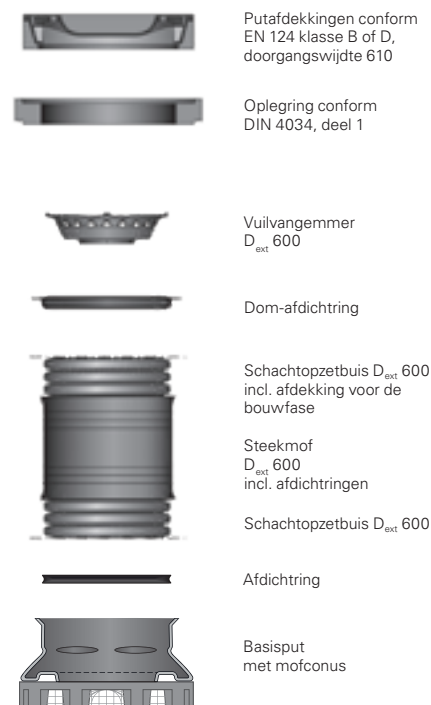 Putafdekkingen conform
EN 124 klasse B of D,
doorgangswijdte 610
Oplegring conform
DIN 4034, deel 1
Vuilvangemmer
Dext 600
Dom-afdichtring
Schachtopzetbuis Dext 600
incl. afdekking voor de
bouwfase
Steekmof
Dext 600
incl. afdichtringen
Schachtopzetbuis Dext 600
Afdichtring
Basisput
met mofconus